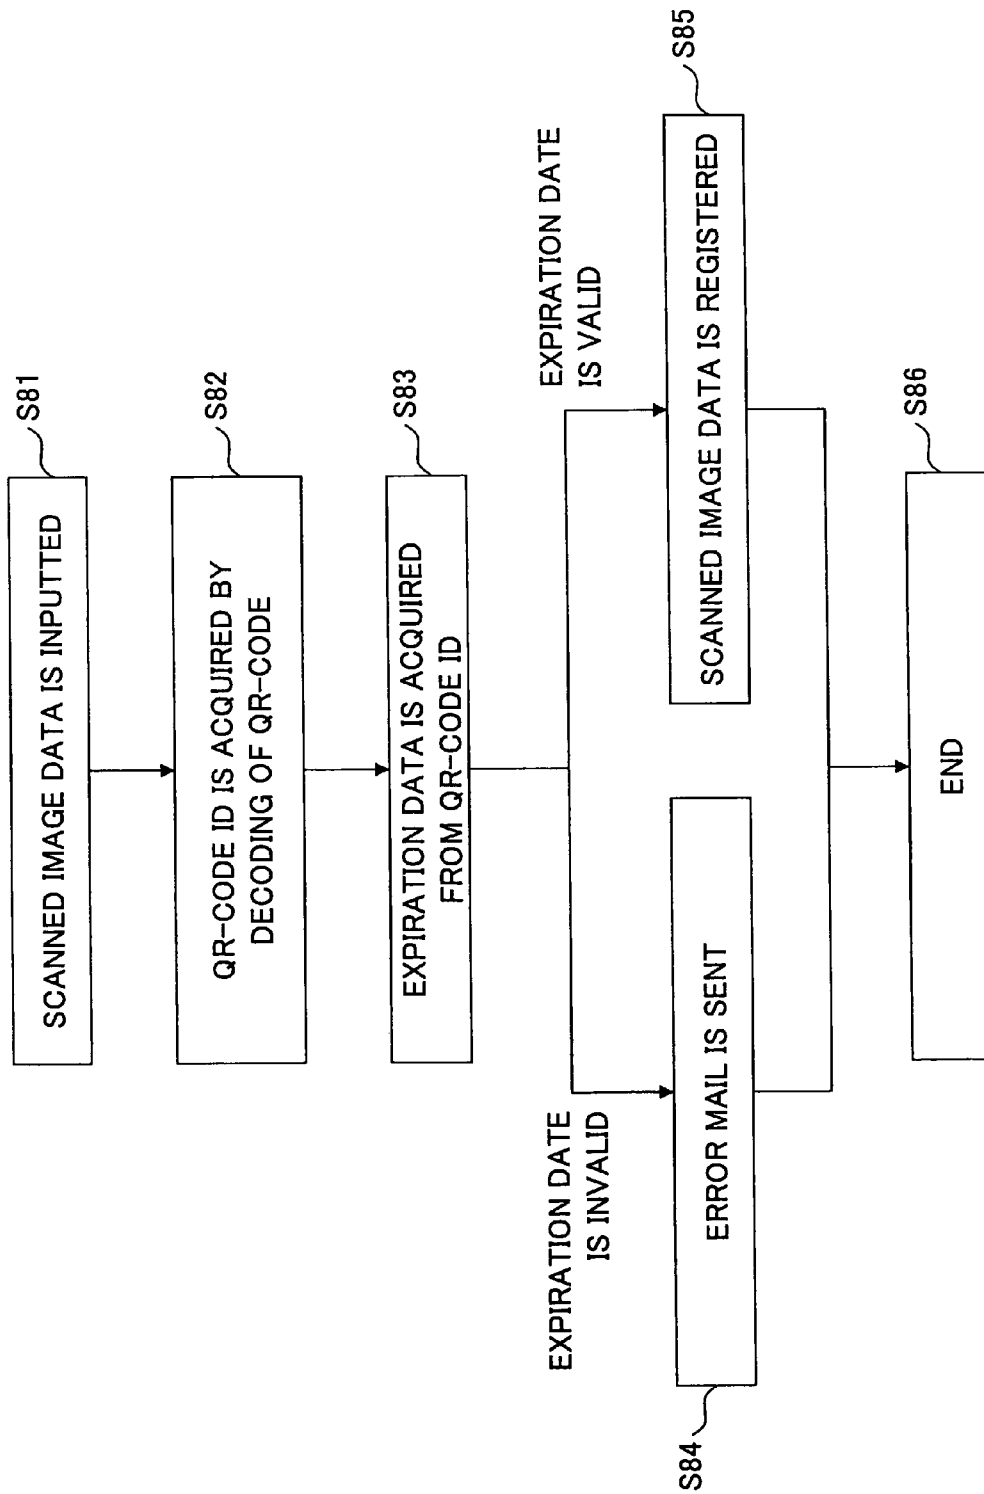 S81
SCANNED IMAGE DATA IS INPUTTED
S82
QR-CODE ID IS ACQUIRED BY
DECODING OF QR-CODE
S83
EXPIRATION DATA IS ACQUIRED
FROM QR-CODE ID
EXPIRATION DATE
IS INVALID
EXPIRATION DATE
IS VALID
S84
ERROR MAIL IS SENT
S85
SCANNED IMAGE DATA IS REGISTERED
S86
END